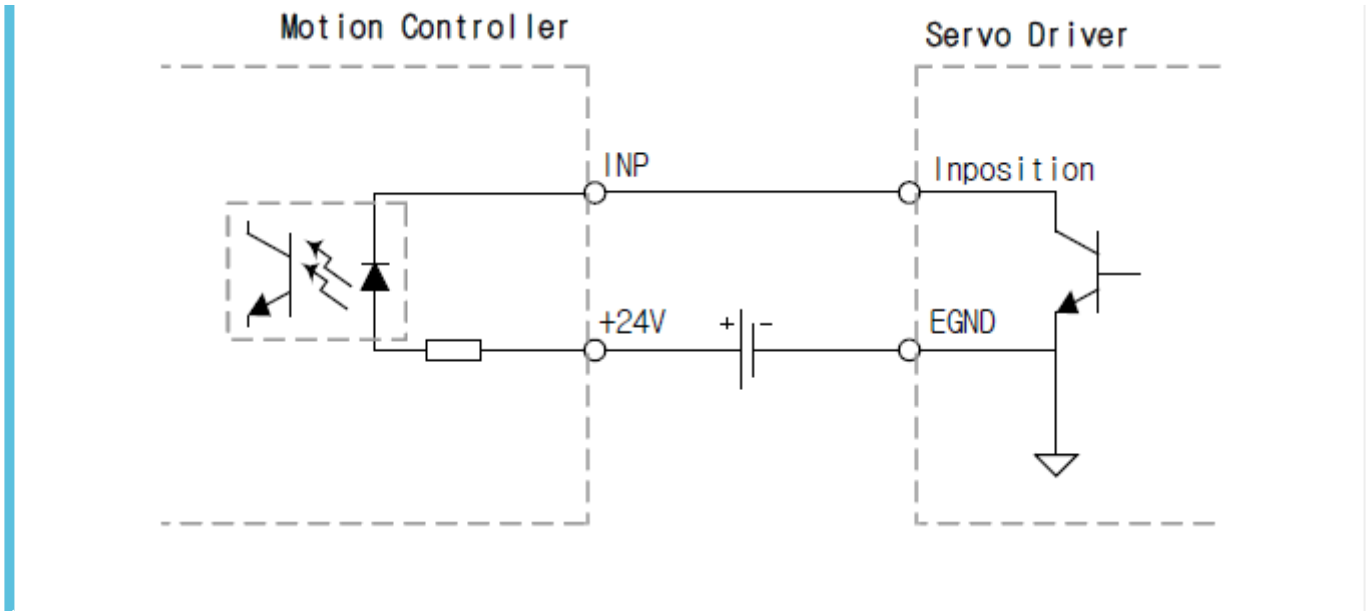 Motion Controller
Servo Driver
INP
Inposition
+24V
+
-
EGND